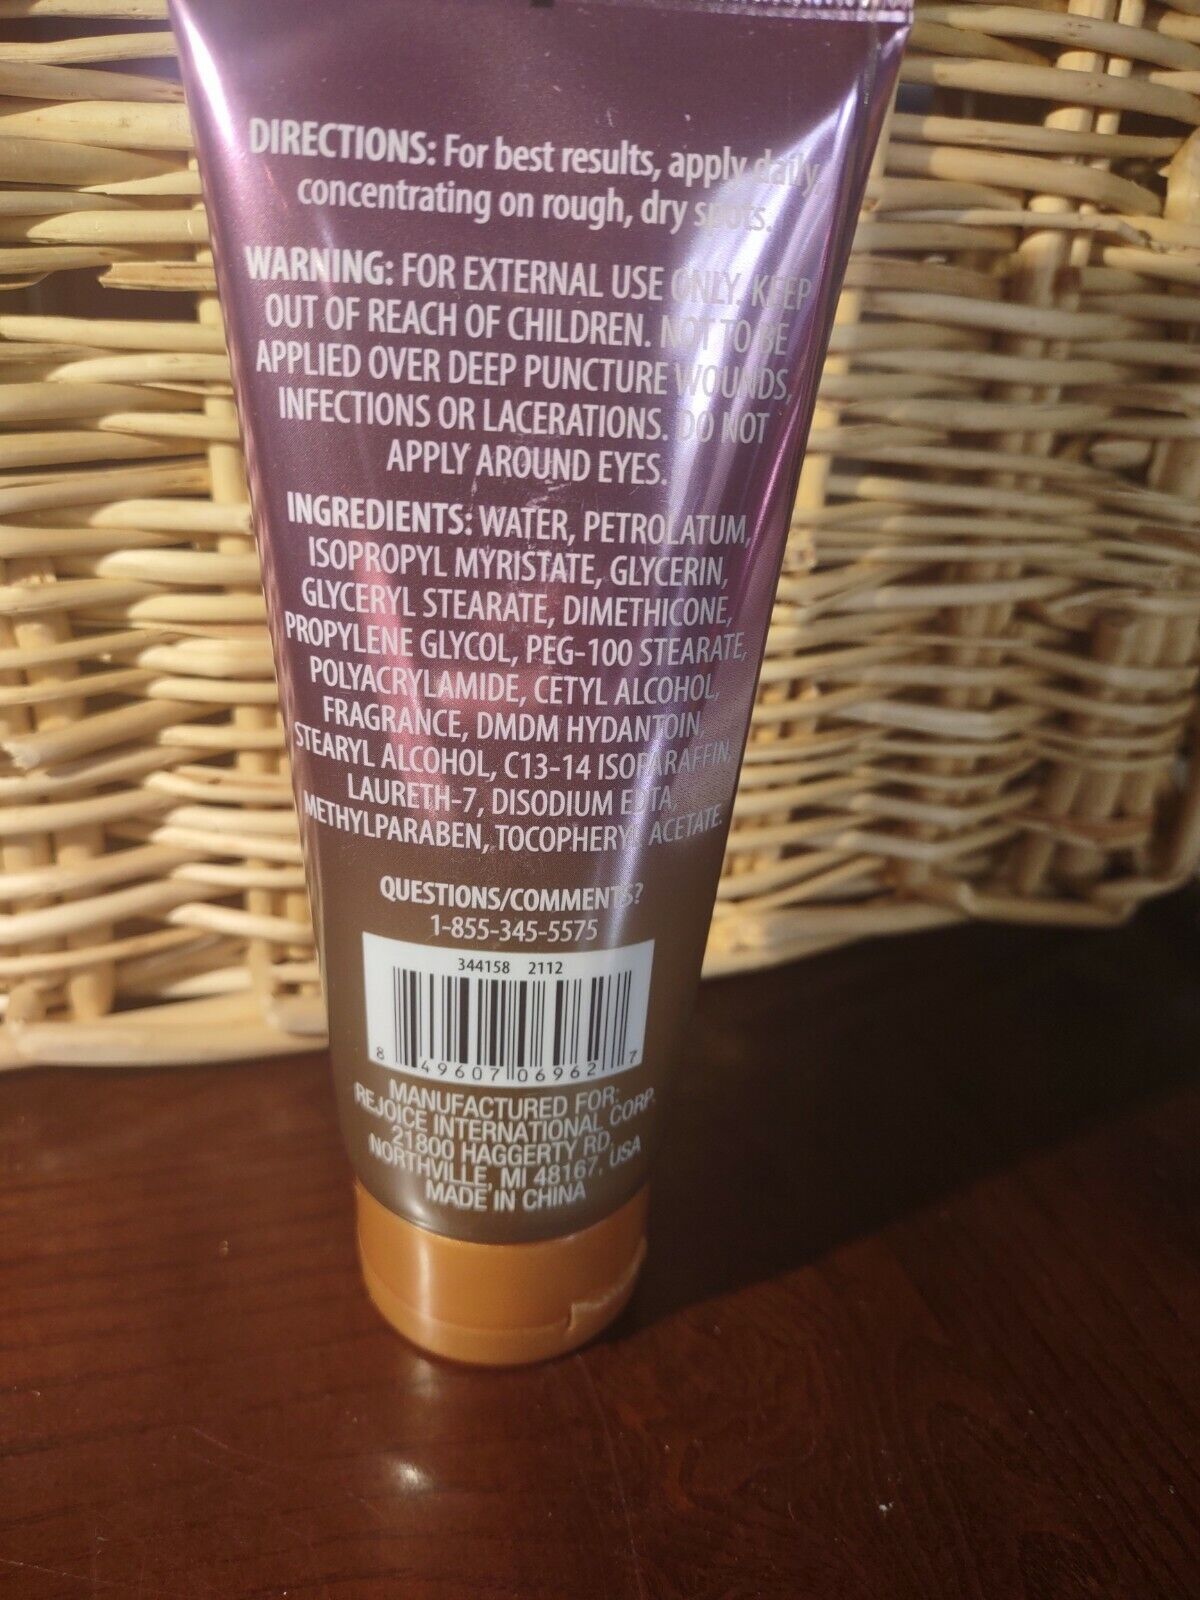 DIRECTIONS: For best results, apply daily
concentrating on rough, dry spots.
WARNING: FOR EXTERNAL USE ONLY. KEEP
OUT OF REACH OF CHILDREN. NOT TO BE
APPLIED OVER DEEP PUNCTURE WOUNDS,
INFECTIONS OR LACERATIONS. DO NOT
APPLY AROUND EYES.
INGREDIENTS: WATER, PETROLATUM,
ISOPROPYL MYRISTATE, GLYCERIN,
GLYCERYL STEARATE, DIMETHICONE,
PROPYLENE GLYCOL, PEG-100 STEARATE,
POLYACRYLAMIDE, CETYL ALCOHOL,
FRAGRANCE, DMDM HYDANTOIN,
STEARYL ALCOHOL, C13-14 ISOPARAFFIN,
LAURETH-7, DISODIUM EDTA,
METHYLPARABEN, TOCOPHERYL ACETATE.
QUESTIONS/COMMENTS?
1-855-345-5575
344158 2112
8 49607 06962 7
MANUFACTURED FOR:
REJOICE INTERNATIONAL CORP.
21800 HAGGERTY RD.
NORTHVILLE, MI 48167, USA
MADE IN CHINA